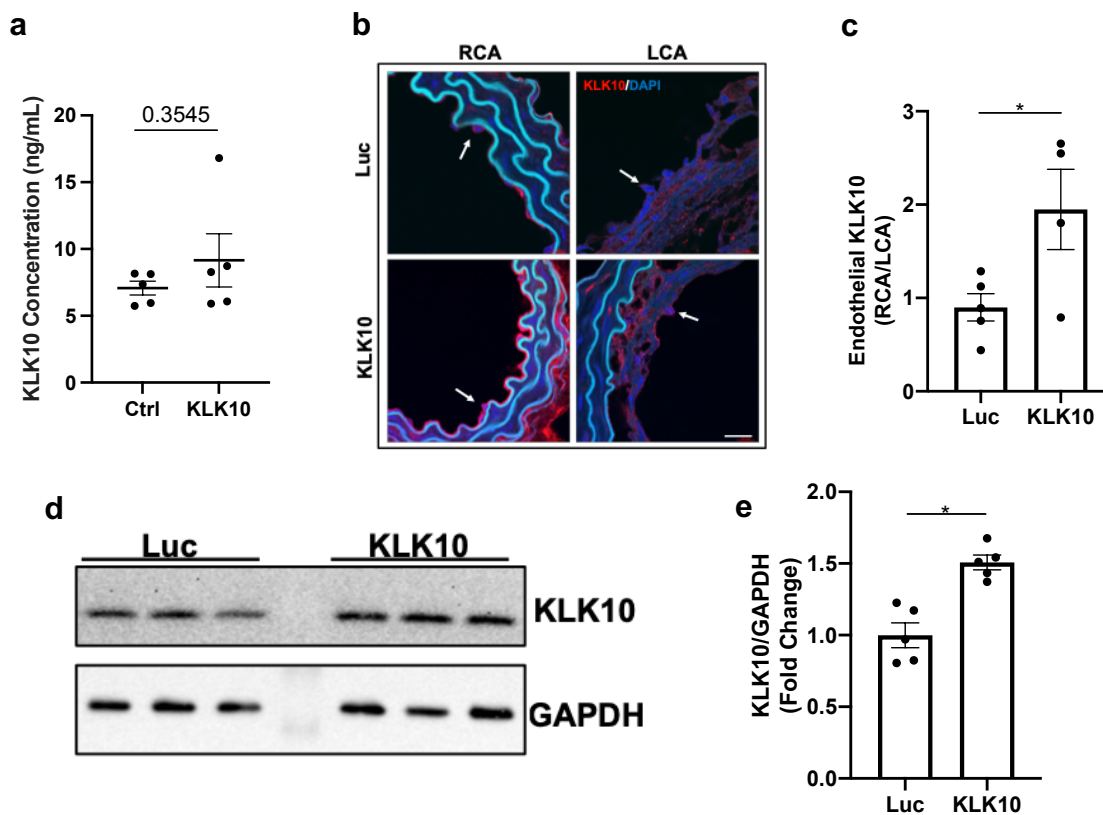 a
KLK10 Concentration (ng/mL)
20
15
10
5
0
0.3545
Ctrl KLK10
b
RCA LCA
Luc
KLK10
KLK10/DAPI
c
Endothelial KLK10
(RCA/LCA)
3
2
1
0
*
Luc KLK10
d
Luc KLK10
KLK10
GAPDH
e
KLK10/GAPDH
(Fold Change)
2.0
1.5
1.0
0.5
0.0
*
Luc KLK10